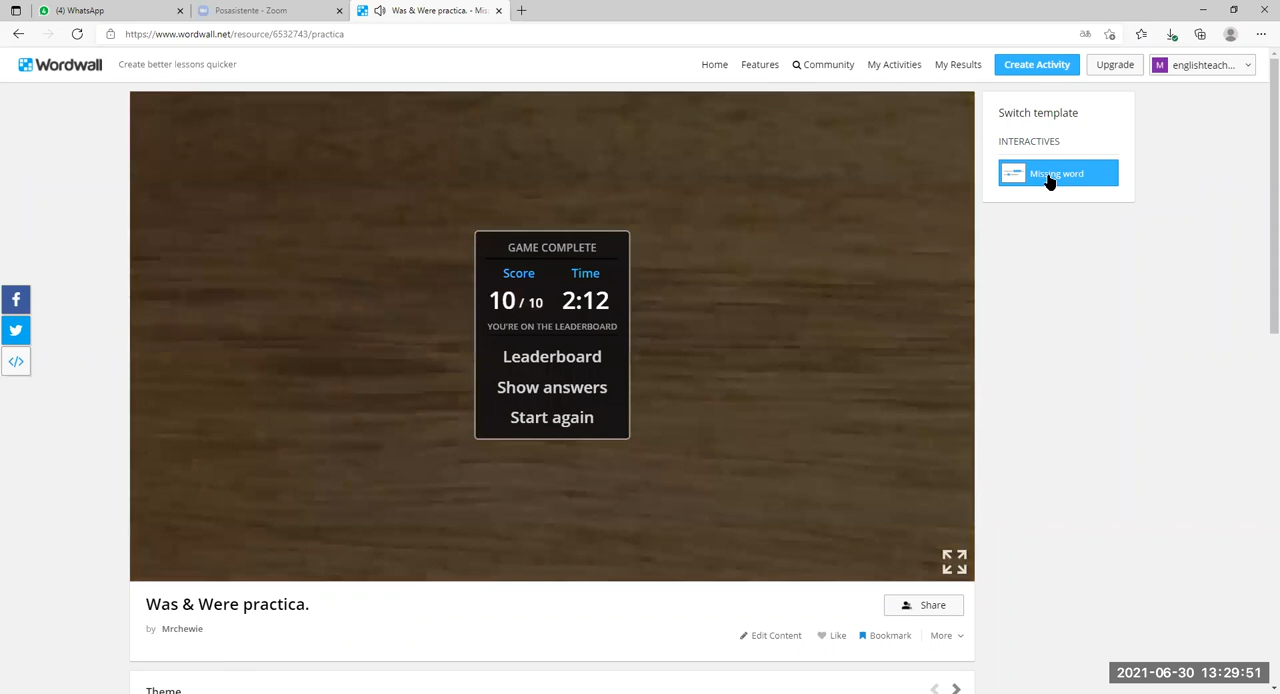 (4) WhatsApp
Posasistente - Zoom
Was & Were practica. - Mis
https://www.wordwall.net/resource/6532743/practica
Wordwall
Create better lessons quicker
Home
Features
Community
My Activities
My Results
Create Activity
Upgrade
M
englishteach...
Switch template
INTERACTIVES
Missing word
GAME COMPLETE
Score Time
10 / 10 2:12
YOU'RE ON THE LEADERBOARD
Leaderboard
Show answers
Start again
Was & Were practica.
Share
by Mrchewie
Edit Content
Like
Bookmark
More
Theme
2021-06-30 13:29:51